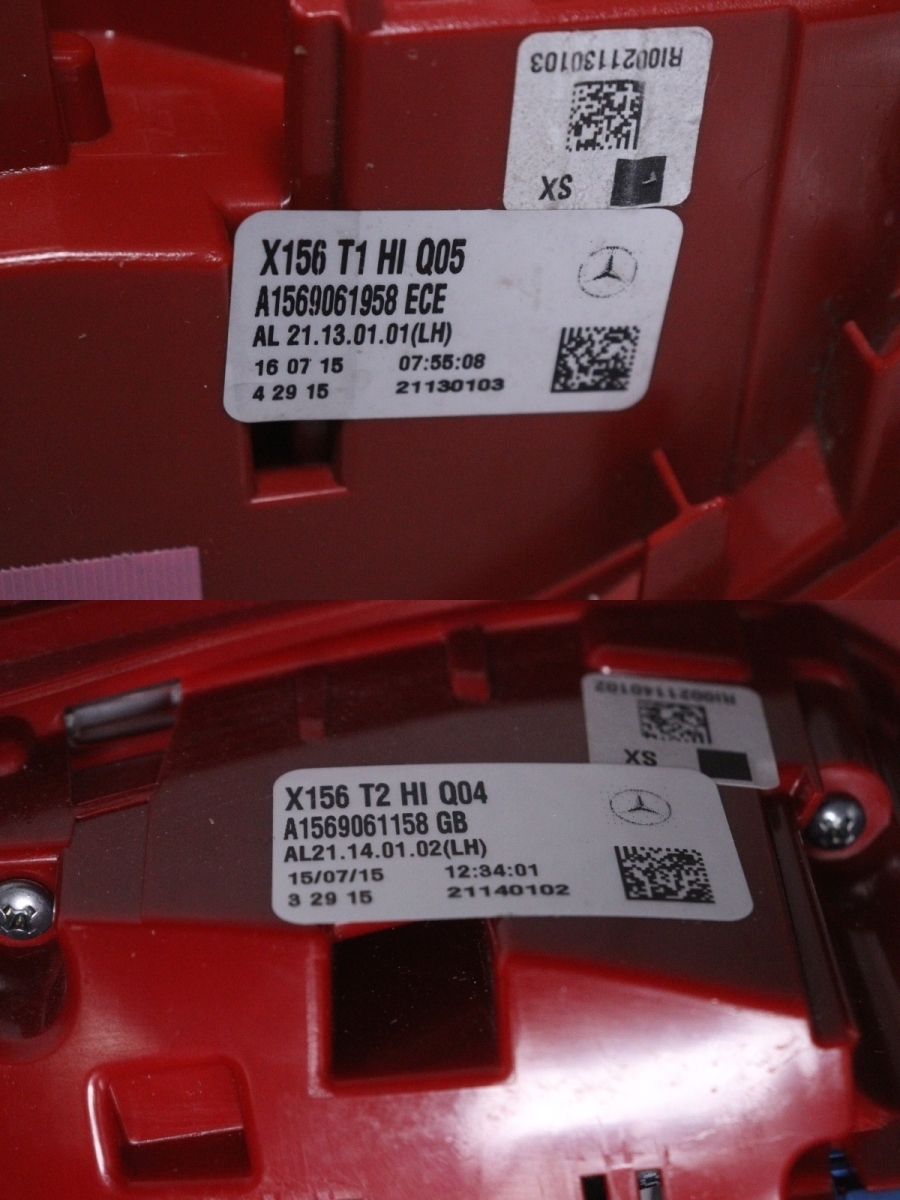 RI0021130103
SX
X156 T1 HI Q05
A1569061958 ECE
AL 21.13.01.01(LH)
16 07 15 07:55:08
4 29 15 21130103
RI0021140102
SX
X156 T2 HI Q04
A1569061158 GB
AL21.14.01.02(LH)
15/07/15 12:34:01
3 29 15 21140102